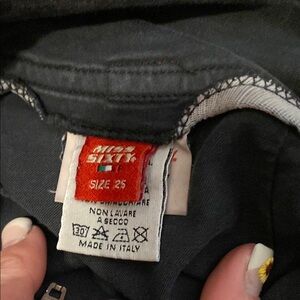 MISS
SIXTY
SIZE 25
NON LAVARE
A SECCO
30
MADE IN ITALY